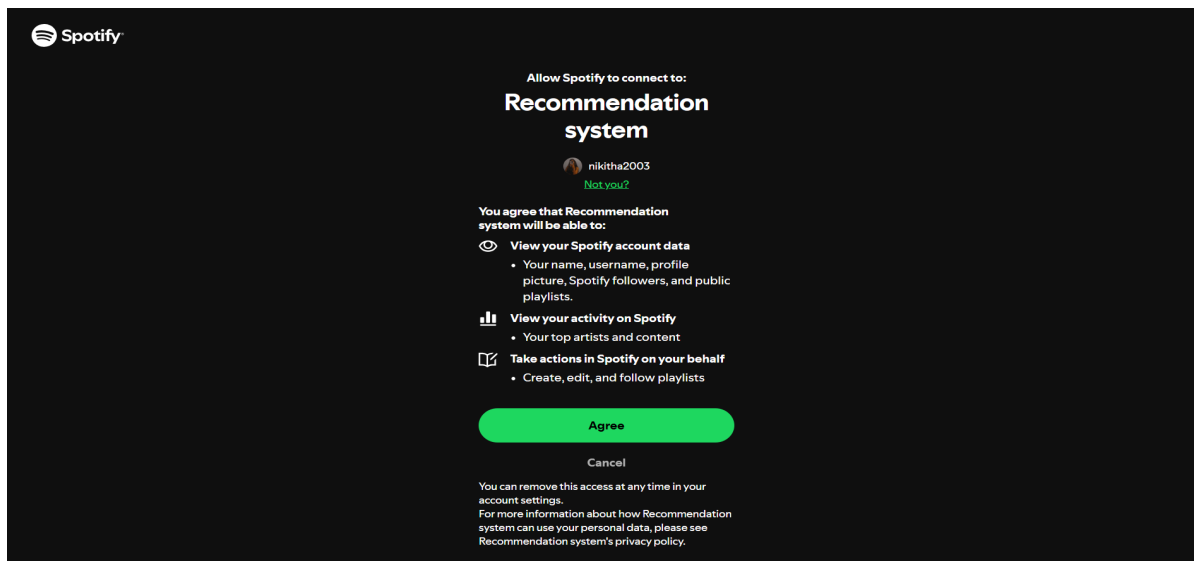 Spotify
Allow Spotify to connect to:
Recommendation
system
nikitha2003
Not you?
You agree that Recommendation
system will be able to:
View your Spotify account data
• Your name, username, profile
picture, Spotify followers, and public
playlists.
View your activity on Spotify
• Your top artists and content
Take actions in Spotify on your behalf
• Create, edit, and follow playlists
Agree
Cancel
You can remove this access at any time in your
account settings.
For more information about how Recommendation
system can use your personal data, please see
Recommendation system's privacy policy.